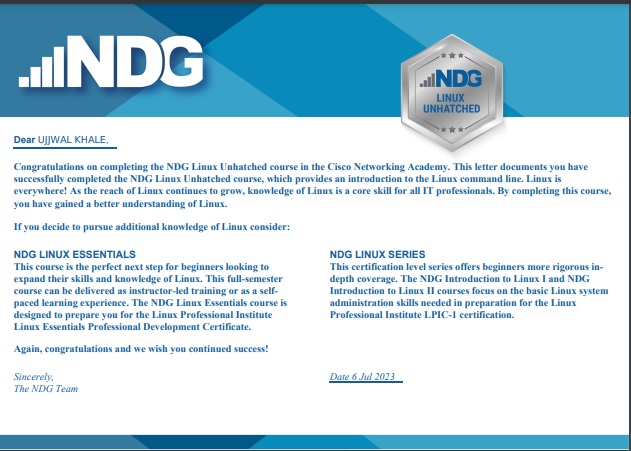 NDG
NDG
LINUX
UNHATCHED
Dear UJJWAL KHALE,
Congratulations on completing the NDG Linux Unhatched course in the Cisco Networking Academy. This letter documents you have
successfully completed the NDG Linux Unhatched course, which provides an introduction to the Linux command line. Linux is
everywhere! As the reach of Linux continues to grow, knowledge of Linux is a core skill for all IT professionals. By completing this course,
you have gained a better understanding of Linux.
If you decide to pursue additional knowledge of Linux consider:
NDG LINUX ESSENTIALS
This course is the perfect next step for beginners looking to
expand their skills and knowledge of Linux. This full-semester
course can be delivered as instructor-led training or as a self-
paced learning experience. The NDG Linux Essentials course is
designed to prepare you for the Linux Professional Institute
Linux Essentials Professional Development Certificate.
NDG LINUX SERIES
This certification level series offers beginners more rigorous in-
depth coverage. The NDG Introduction to Linux I and NDG
Introduction to Linux II courses focus on the basic Linux system
administration skills needed in preparation for the Linux
Professional Institute LPIC-1 certification.
Again, congratulations and we wish you continued success!
Sincerely,
The NDG Team
Date 6 Jul 2023